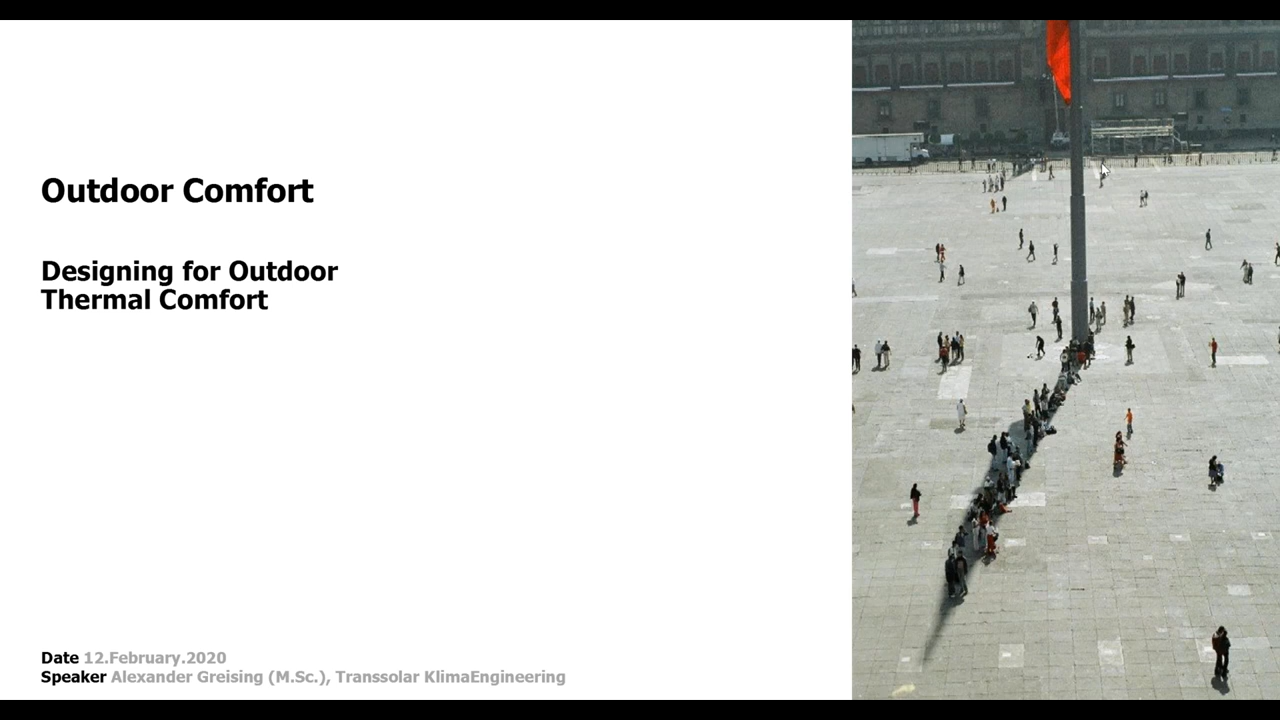 Outdoor Comfort
Designing for Outdoor
Thermal Comfort
Date 12.February.2020
Speaker Alexander Greising (M.Sc.), Transsolar KlimaEngineering